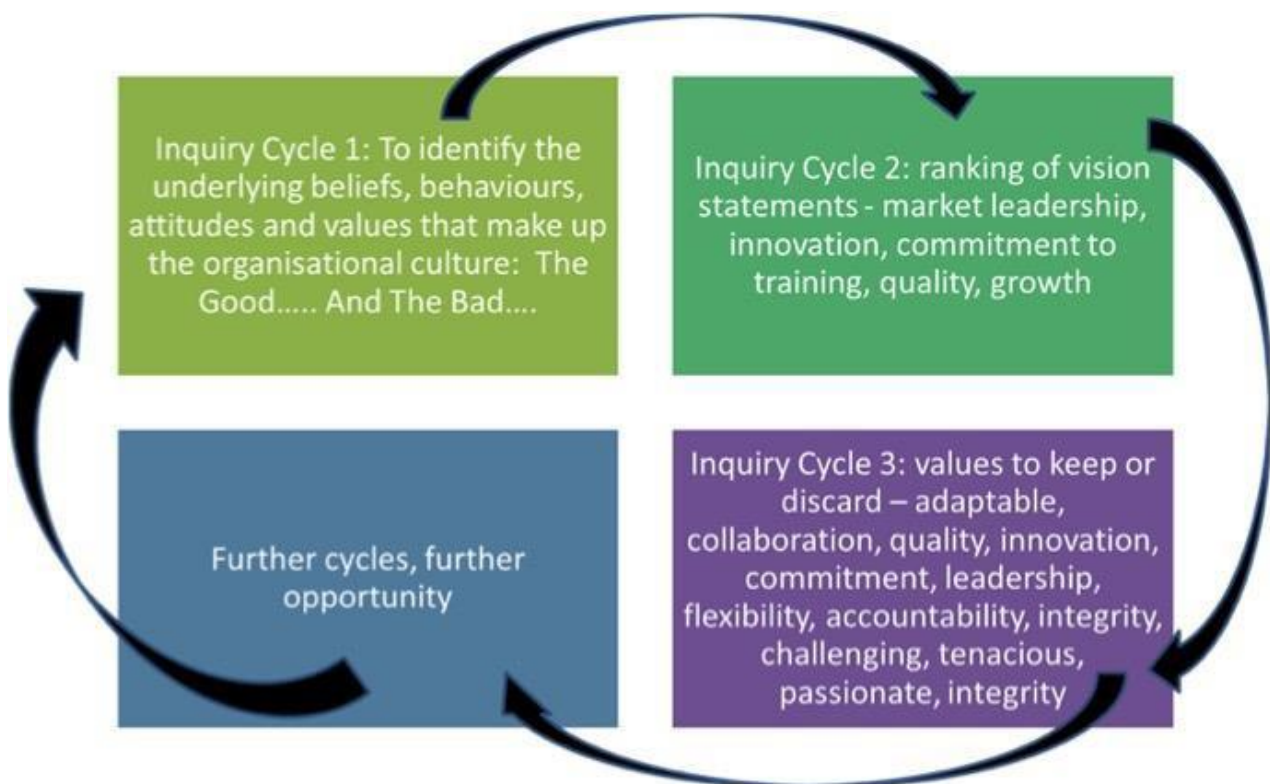 Inquiry Cycle 1: To identify the
underlying beliefs, behaviours,
attitudes and values that make up
the organisational culture:  The
Good..... And The Bad....
Inquiry Cycle 2: ranking of vision
statements - market leadership,
innovation, commitment to
training, quality, growth
Inquiry Cycle 3: values to keep or
discard – adaptable,
collaboration, quality, innovation,
commitment, leadership,
flexibility, accountability, integrity,
challenging, tenacious,
passionate, integrity
Further cycles, further
opportunity